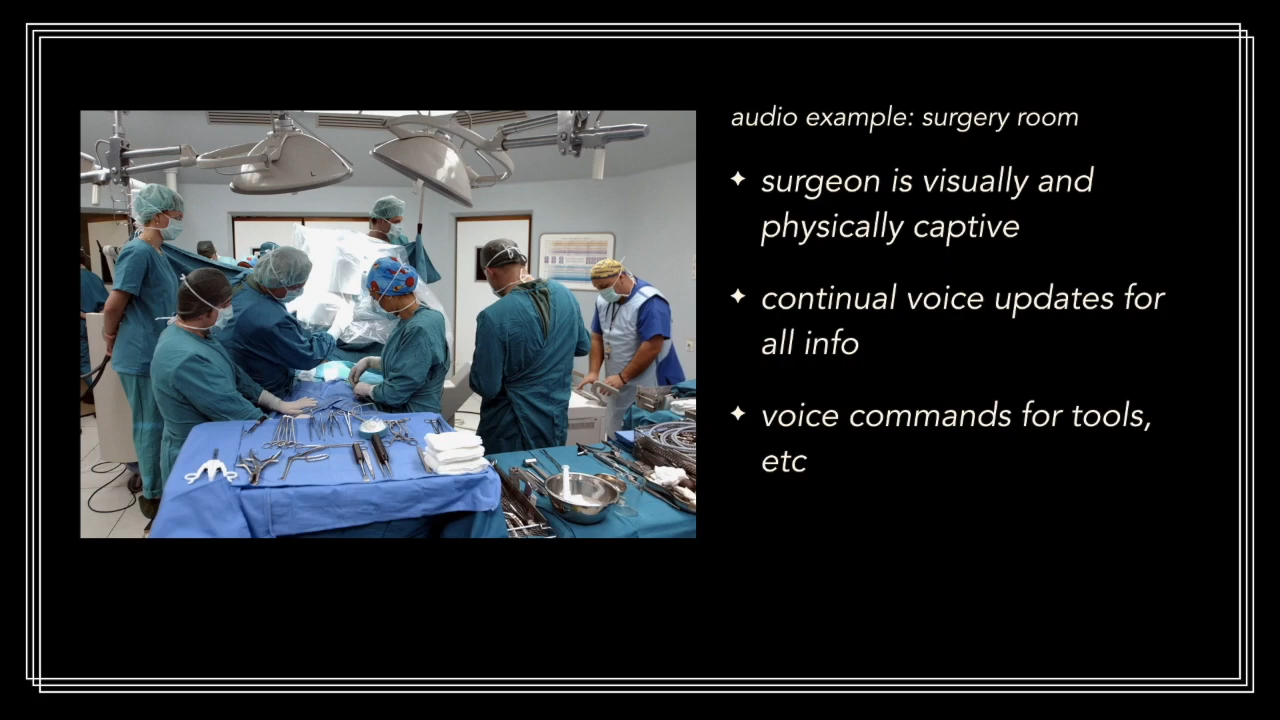 audio example: surgery room
surgeon is visually and
physically captive
continual voice updates for
all info
voice commands for tools,
etc